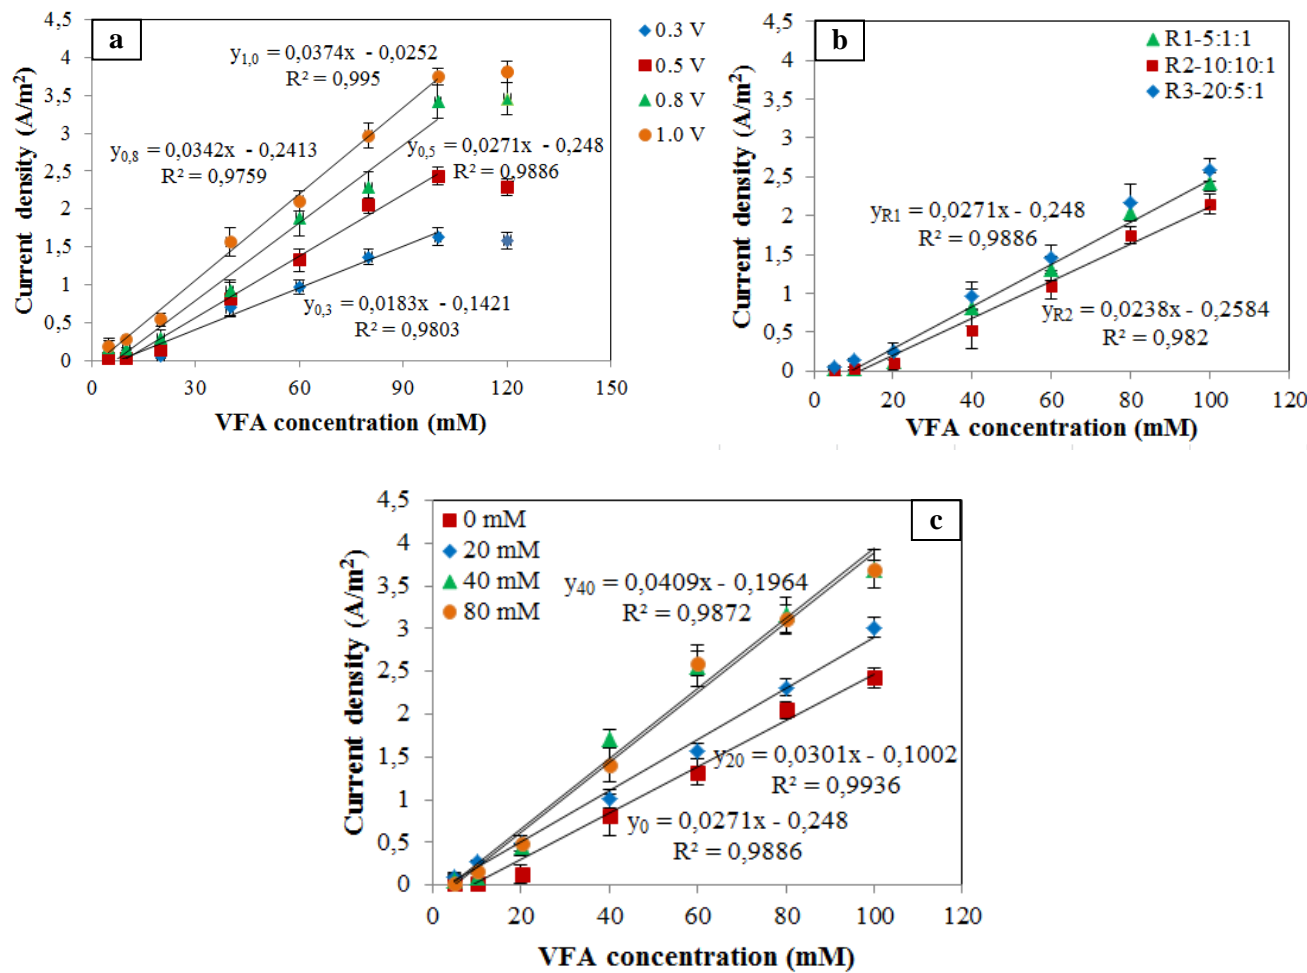 a
4,5
4
3,5
3
2,5
2
1,5
1
0,5
0
Current density (A/m²)
y1,0 = 0,0374x - 0,0252
R² = 0,995
y0,8 = 0,0342x - 0,2413
R² = 0,9759
y0,5 = 0,0271x - 0,248
R² = 0,9886
y0,3 = 0,0183x - 0,1421
R² = 0,9803
0 30 60 90 120 150
VFA concentration (mM)
0.3 V
0.5 V
0.8 V
1.0 V
b
4,5
4
3,5
3
2,5
2
1,5
1
0,5
0
Current density (A/m²)
R1-5:1:1
R2-10:10:1
R3-20:5:1
yR1 = 0,0271x - 0,248
R² = 0,9886
yR2 = 0,0238x - 0,2584
R² = 0,982
0 20 40 60 80 100 120
VFA concentration (mM)
c
4,5
4
3,5
3
2,5
2
1,5
1
0,5
0
Current density (A/m²)
0 mM
20 mM
40 mM
80 mM
y40 = 0,0409x - 0,1964
R² = 0,9872
y20 = 0,0301x - 0,1002
R² = 0,9936
y0 = 0,0271x - 0,248
R² = 0,9886
0 20 40 60 80 100 120
VFA concentration (mM)